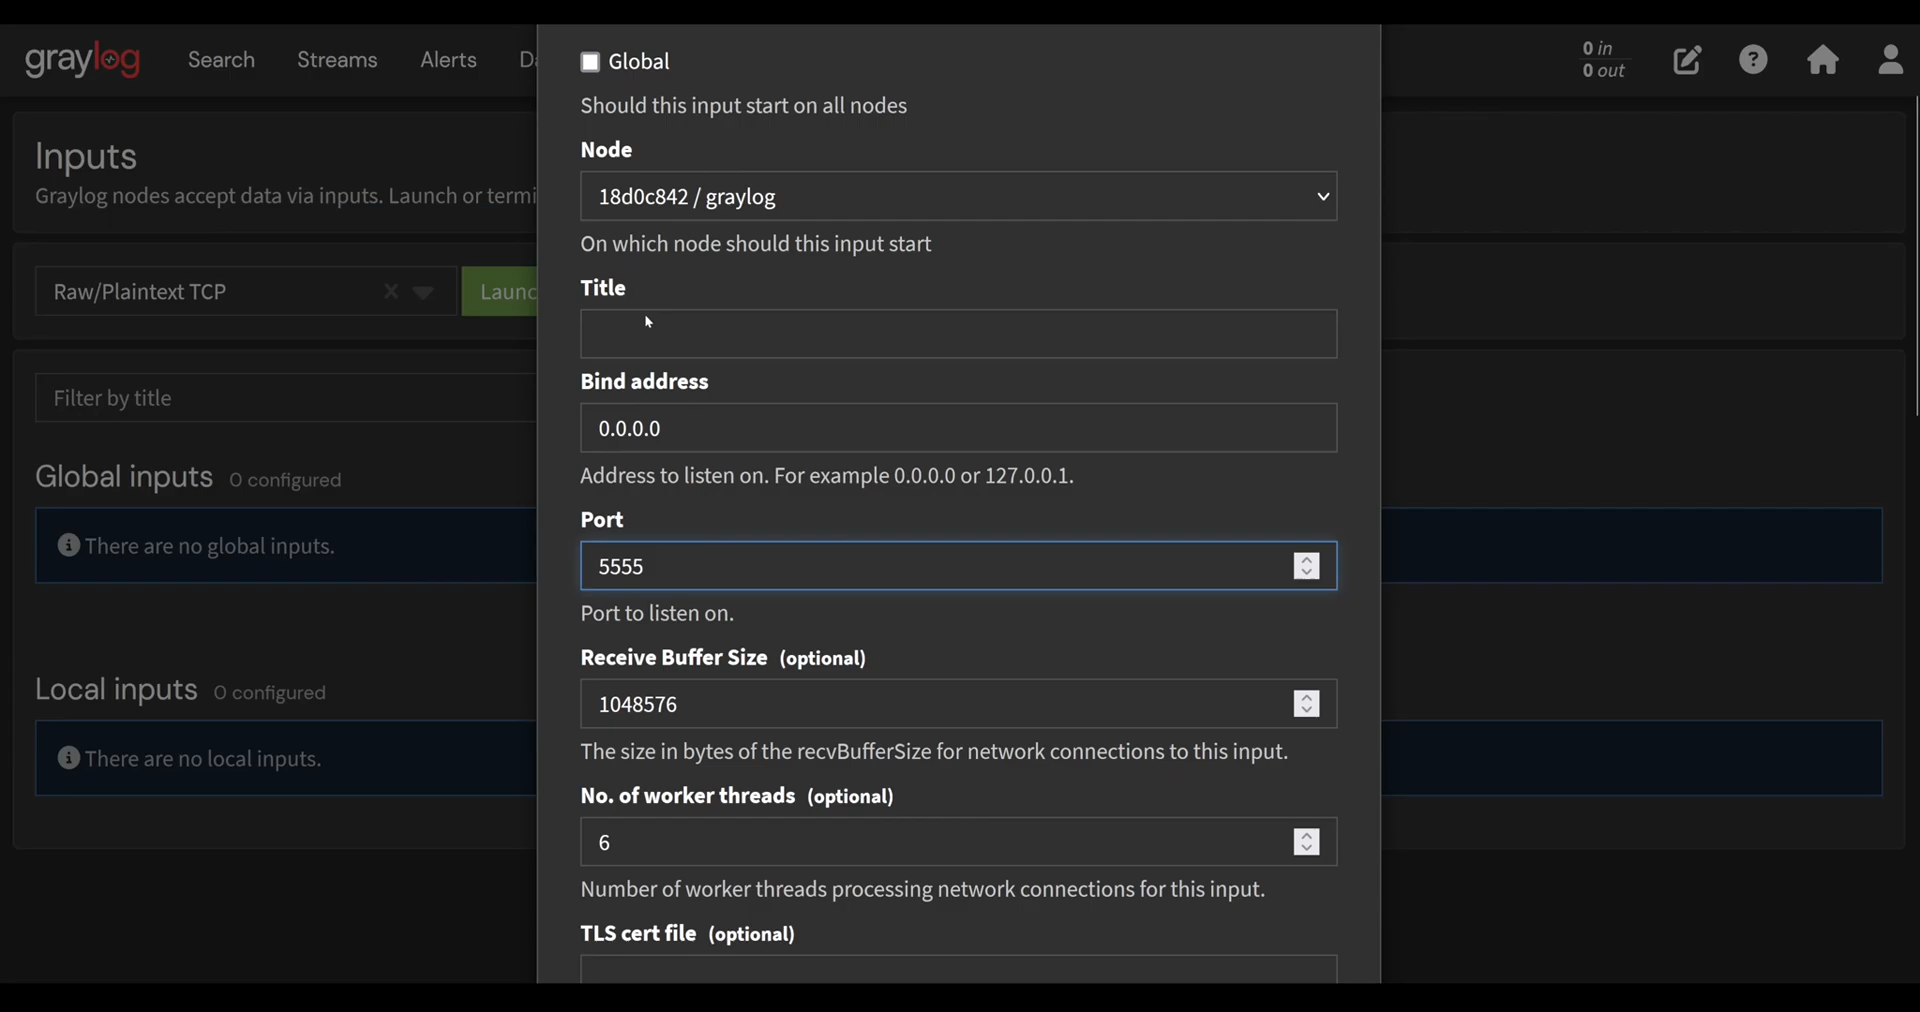 graylog
Search
Streams
Alerts
0 in
0 out
Inputs
Graylog nodes accept data via inputs. Launch or
Raw/Plaintext TCP
Filter by title
Global inputs 0 configured
There are no global inputs.
Local inputs 0 configured
There are no local inputs.
Global
Should this input start on all nodes
Node
18d0c842 / graylog
On which node should this input start
Title
Bind address
0.0.0.0
Address to listen on. For example 0.0.0.0 or 127.0.0.1.
Port
5555
Port to listen on.
Receive Buffer Size (optional)
1048576
The size in bytes of the recvBufferSize for network connections to this input.
No. of worker threads (optional)
6
Number of worker threads processing network connections for this input.
TLS cert file (optional)